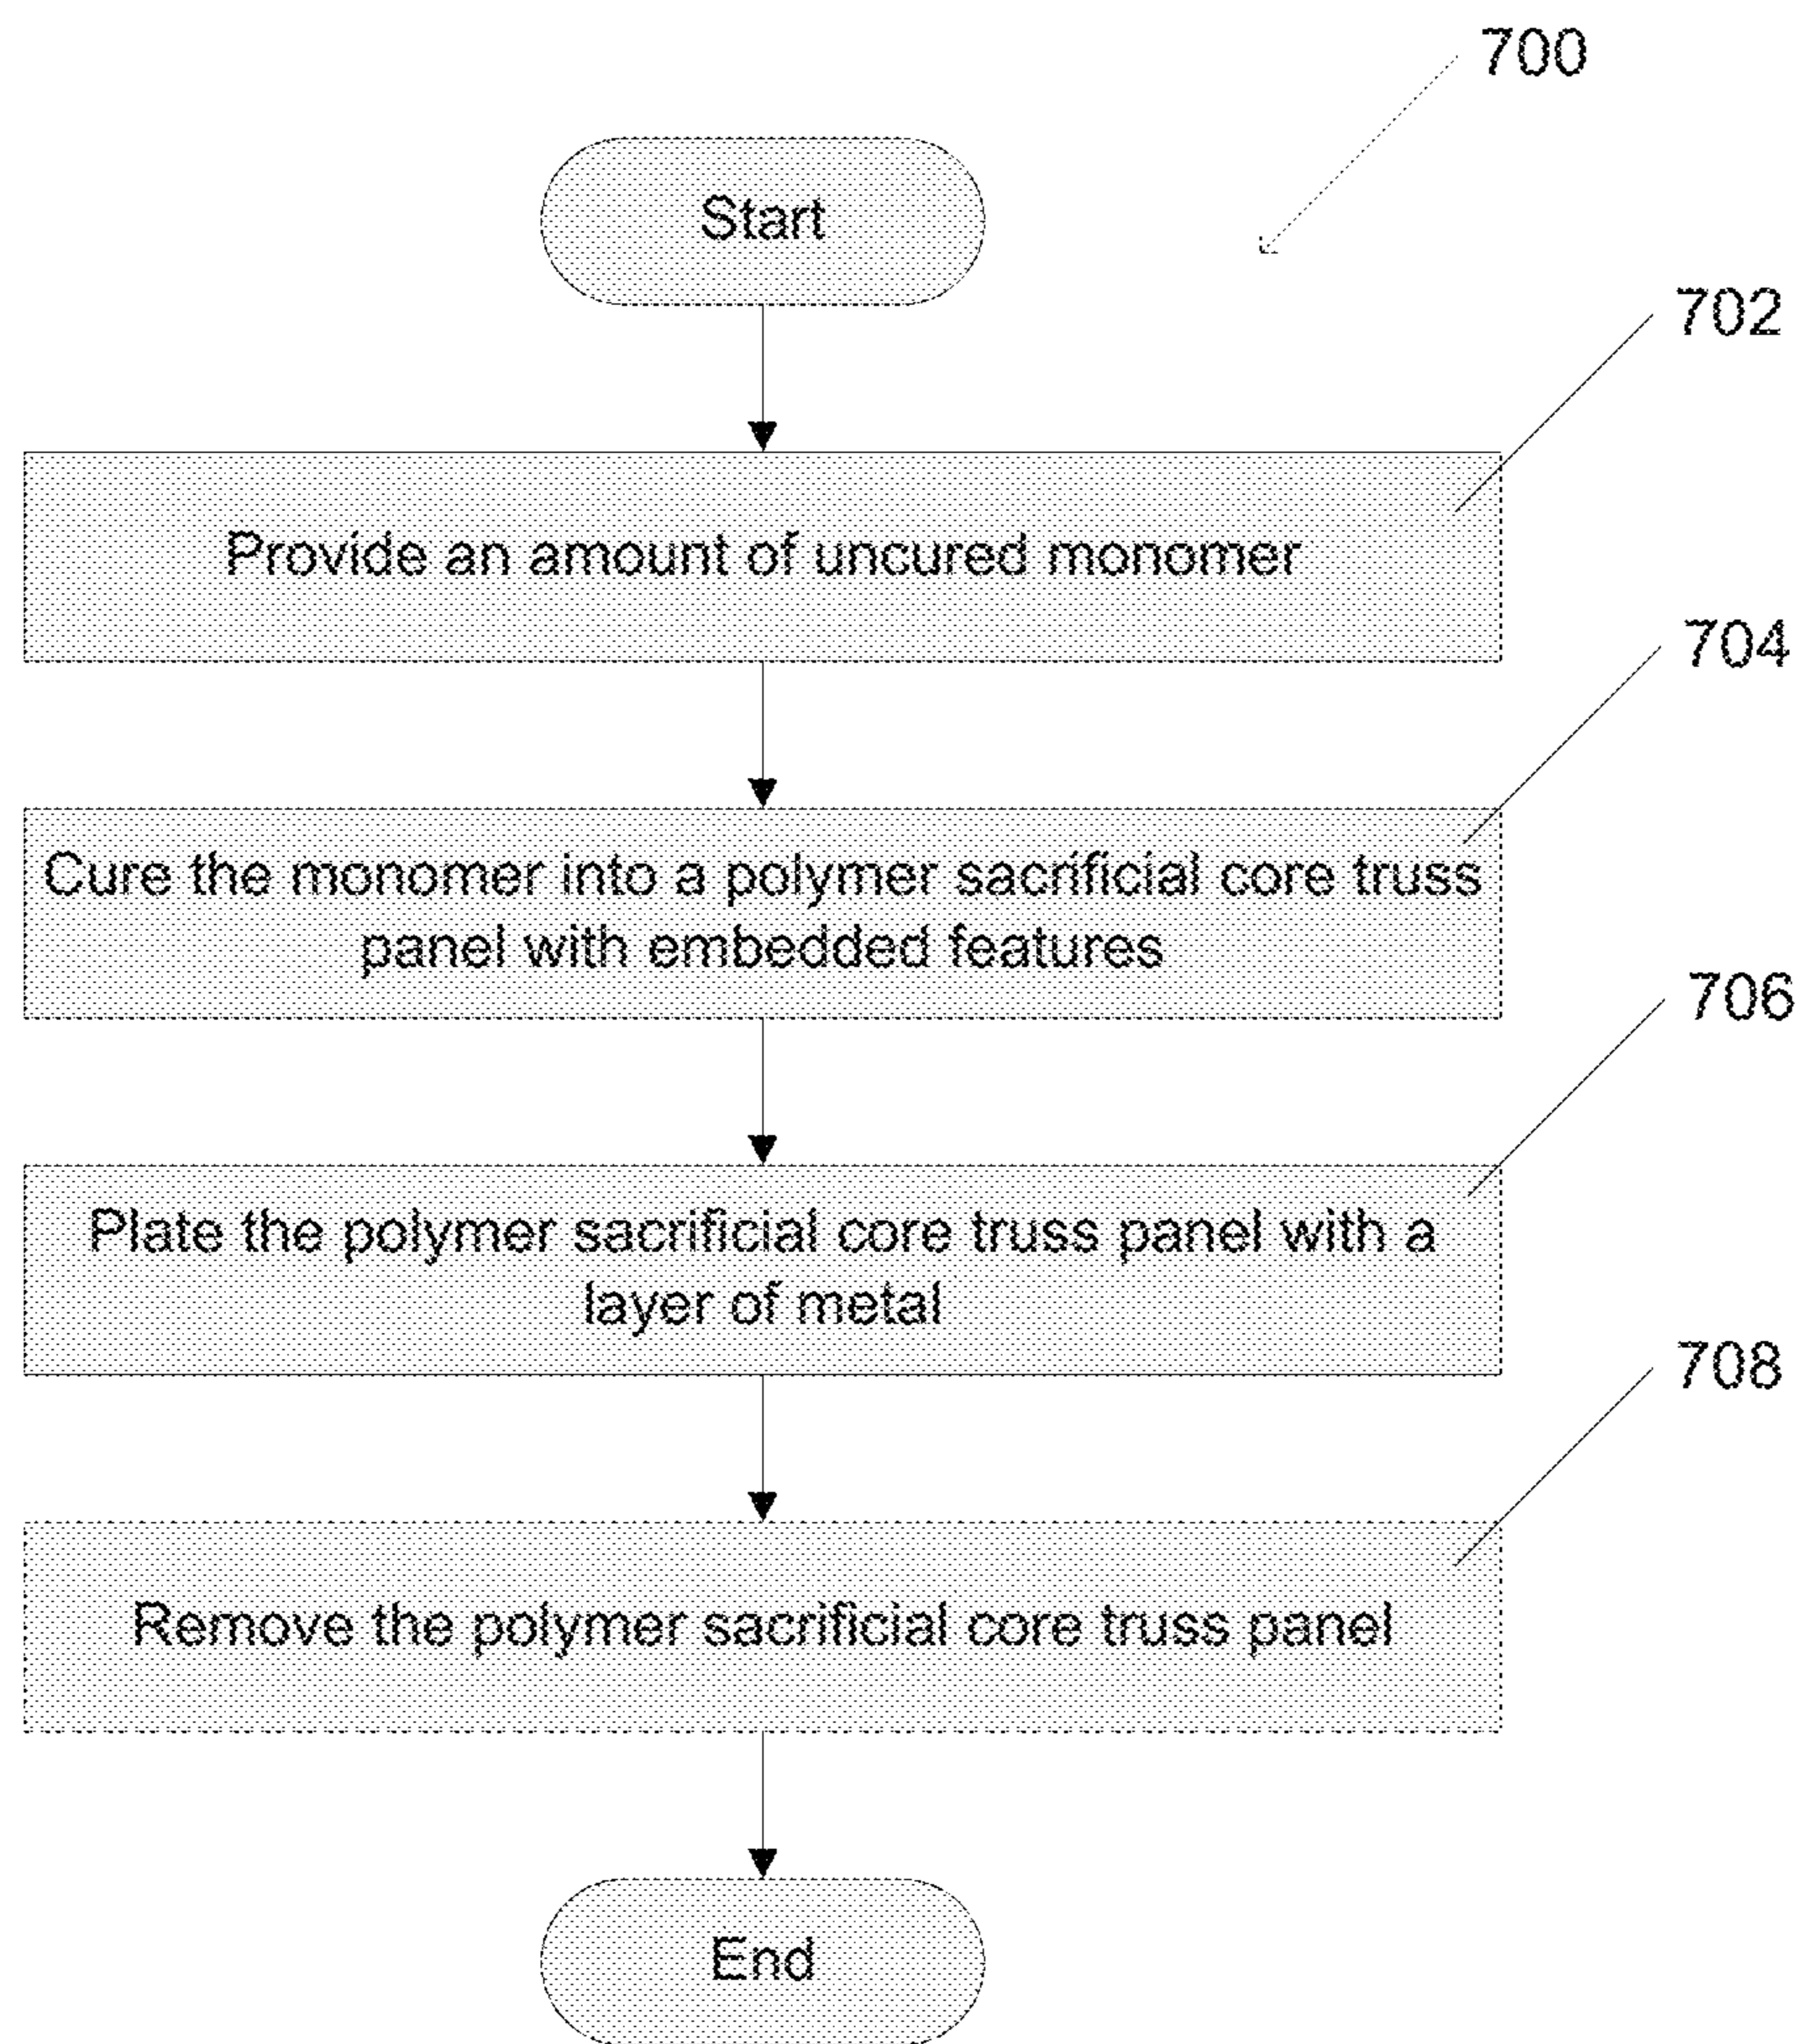 700
Start
702
Provide an amount of uncured monomer
704
Cure the monomer into a polymer sacrificial core truss
panel with embedded features
706
Plate the polymer sacrificial core truss panel with a
layer of metal
708
Remove the polymer sacrificial core truss panel
End